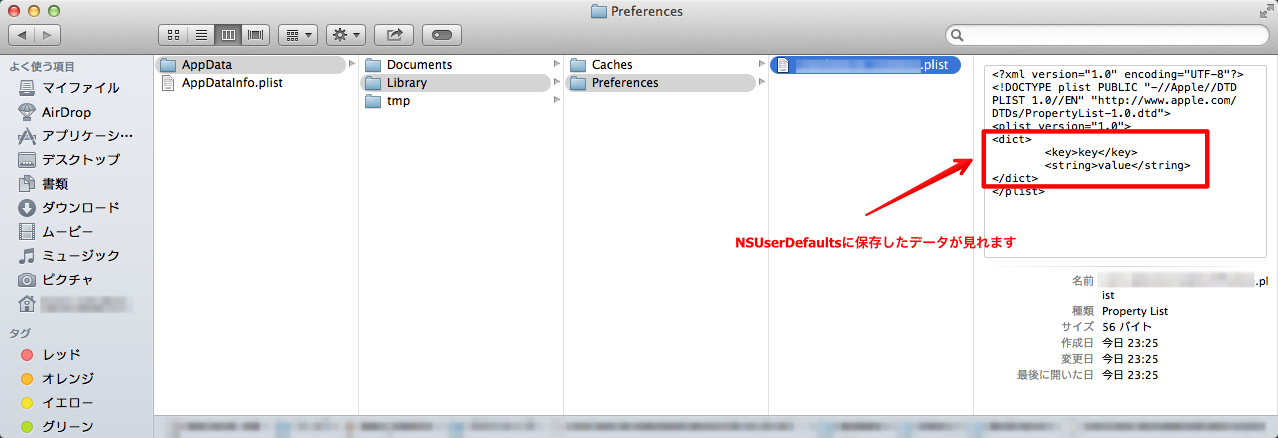 Preferences
よく使う項目
マイファイル
AirDrop
アプリケーシ…
デスクトップ
書類
ダウンロード
ムービー
ミュージック
ピクチャ
タグ
レッド
オレンジ
イエロー
グリーン
AppData
AppDataInfo.plist
Documents
Library
tmp
Caches
Preferences
.plist
<?xml version="1.0" encoding="UTF-8"?>
<!DOCTYPE plist PUBLIC "-//Apple//DTD
PLIST 1.0//EN" "http://www.apple.com/
DTDs/PropertyList-1.0.dtd">
<plist version="1.0">
<dict>
<key>key</key>
<string>value</string>
</dict>
</plist>
NSUserDefaultsに保存したデータが見れます
名前 .pl
ist
種類 Property List
サイズ 56 バイト
作成日 今日 23:25
変更日 今日 23:25
最後に開いた日 今日 23:25